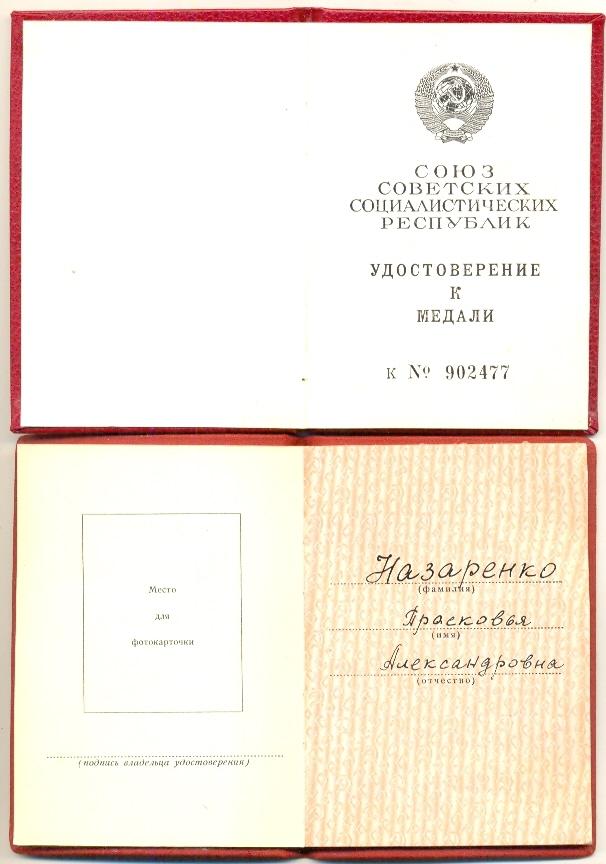 СОЮЗ
СОВЕТСКИХ
СОЦИАЛИСТИЧЕСКИХ
РЕСПУБЛИК
УДОСТОВЕРЕНИЕ
К
МЕДАЛИ
К № 902477
Место
для
фотокарточки
(подпись владельца удостоверения)
Назаренко
(фамилия)
Прасковья
(имя)
Александровна
(отчество)